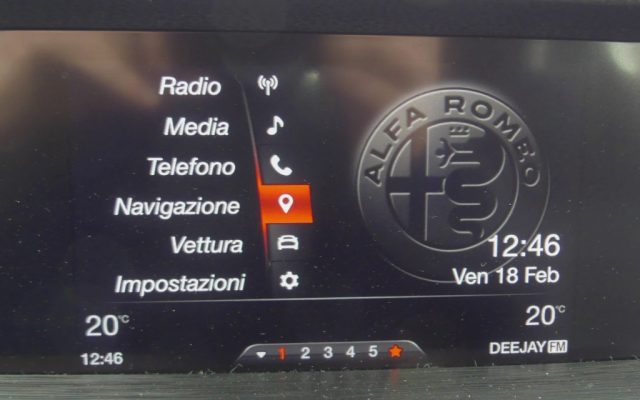 Radio
Media
Telefono
Navigazione
Vettura
Impostazioni
ALFA ROMEO
12:46
Ven 18 Feb
20°C
12:46
1 2 3 4 5
20°C
DEEJAY FM